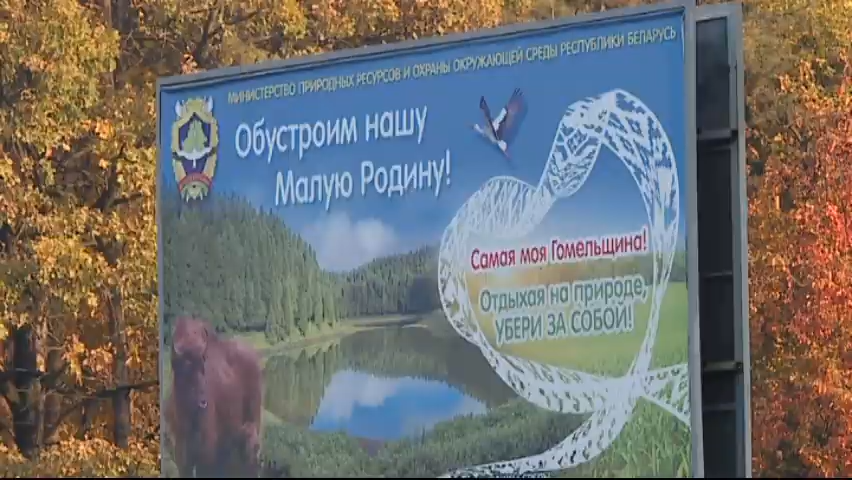 МИНИСТЕРСТВО ПРИРОДНЫХ РЕСУРСОВ И ОХРАНЫ ОКРУЖАЮЩЕЙ СРЕДЫ РЕСПУБЛИКИ БЕЛАРУСЬ
Обустроим нашу
Малую Родину!
Самая моя Гомельщина!
Отдыхая на природе,
УБЕРИ ЗА СОБОЙ!